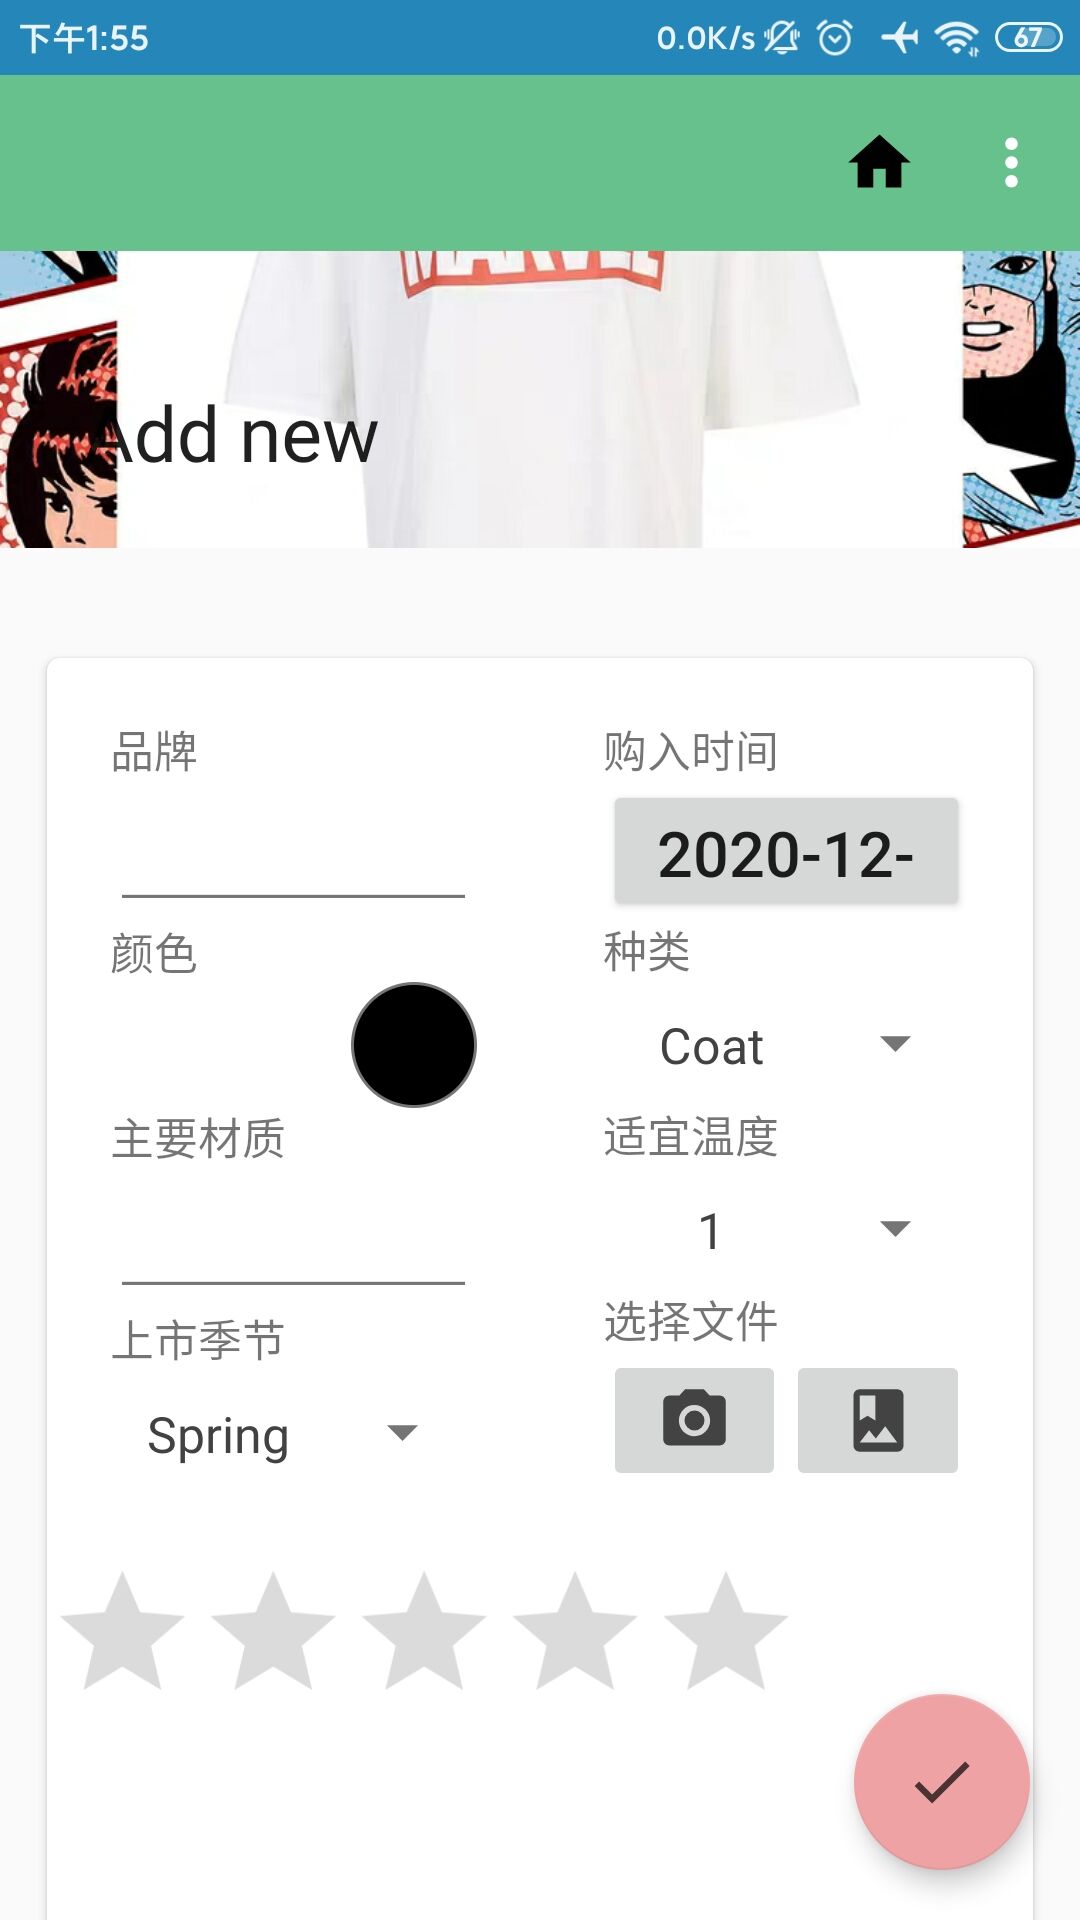 下午1:55
0.0K/s
67
MARVEL
Add new
品牌
购入时间
2020-12-
颜色
种类
Coat
主要材质
适宜温度
1
上市季节
选择文件
Spring